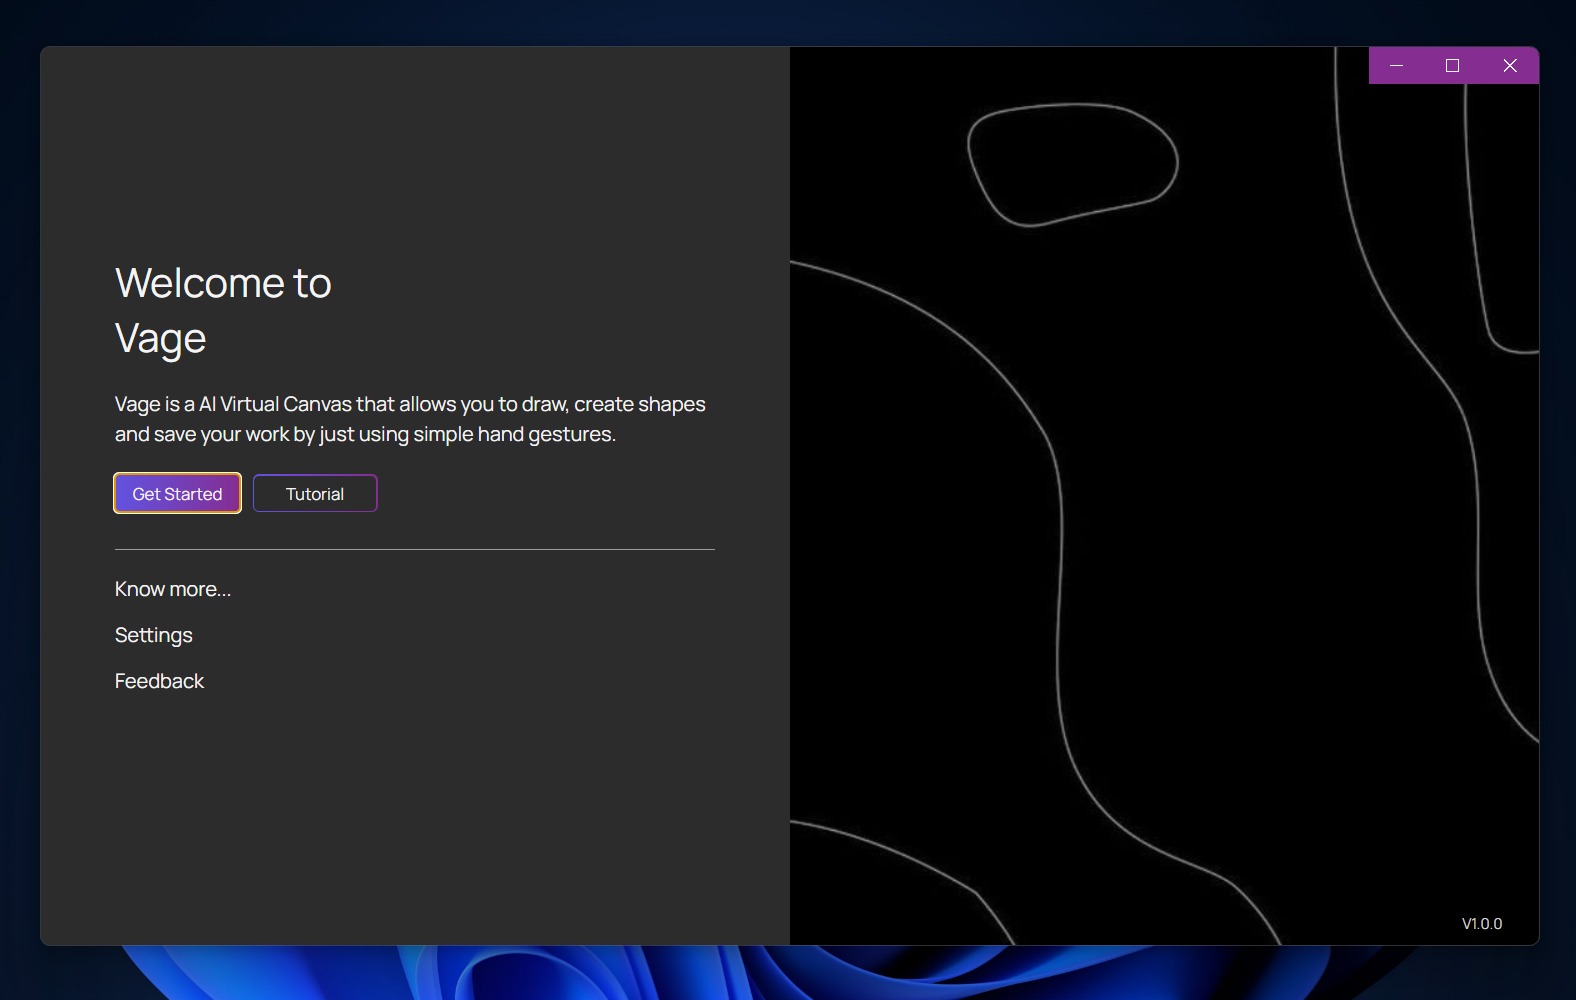 Welcome to
Vage
Vage is a AI Virtual Canvas that allows you to draw, create shapes
and save your work by just using simple hand gestures.
Get Started
Tutorial
Know more...
Settings
Feedback
V1.0.0